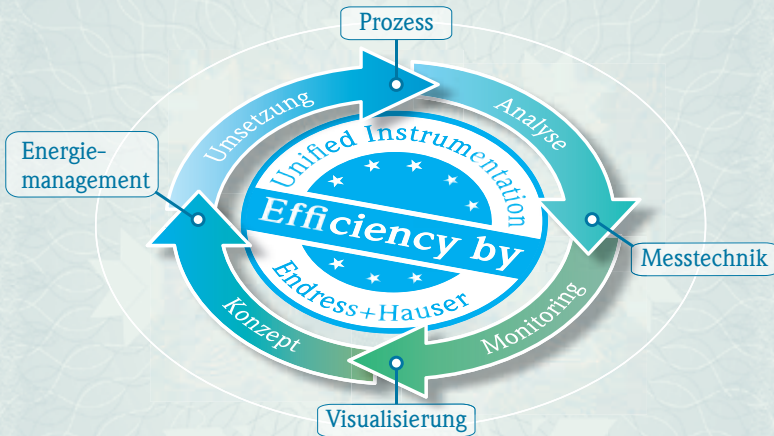 Prozess
Umsetzung
Analyse
Energie-
management
Unified Instrumentation
Efficiency by
Endress+Hauser
Messtechnik
Konzept
Monitoring
Visualisierung